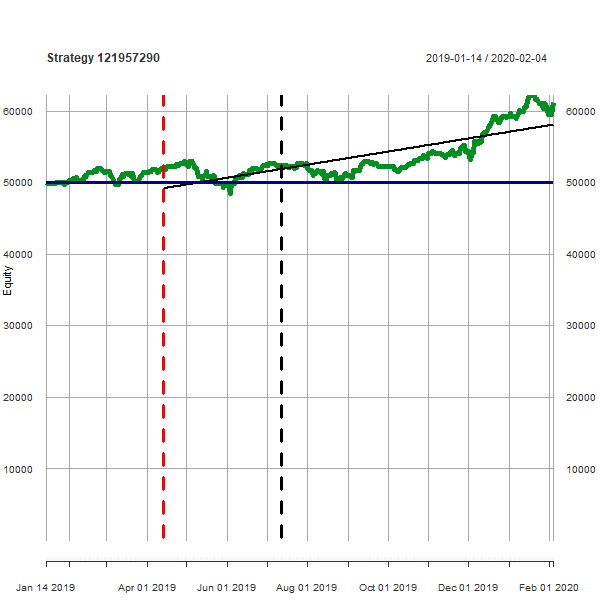 Strategy 121957290
2019-01-14 / 2020-02-04
60000
60000
50000
50000
40000
40000
Equity
30000
30000
20000
20000
10000
10000
Jan 14 2019
Apr 01 2019
Jun 01 2019
Aug 01 2019
Oct 01 2019
Dec 01 2019
Feb 01 2020